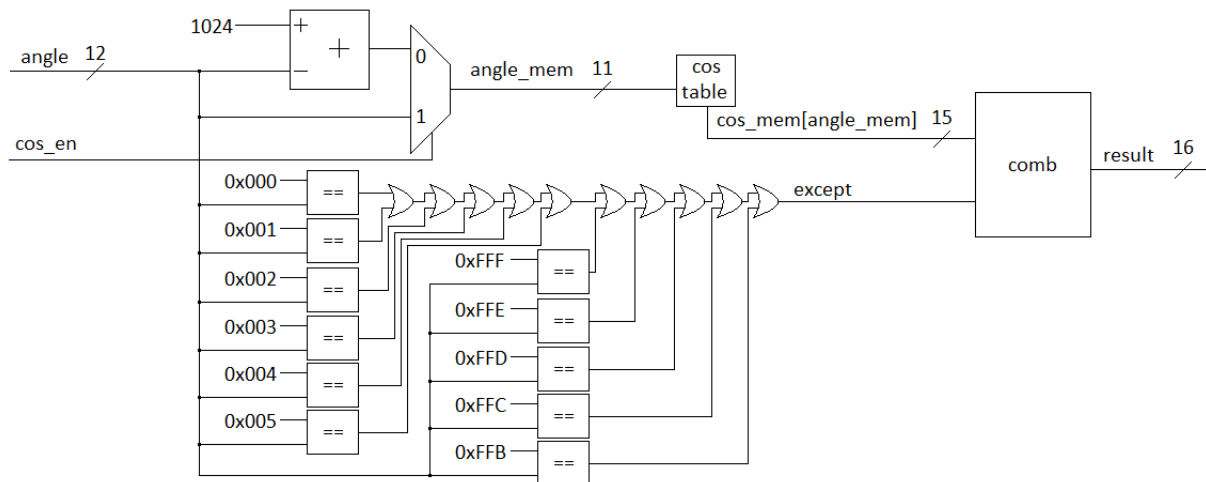 1024
+
−
+
angle
12
0
1
angle_mem
11
cos
table
cos_en
cos_mem[angle_mem]
15
comb
result
16
0x000
==
0x001
==
0x002
==
0x003
==
0x004
==
0x005
==
except
0xFFF
==
0xFFE
==
0xFFD
==
0xFFC
==
0xFFB
==